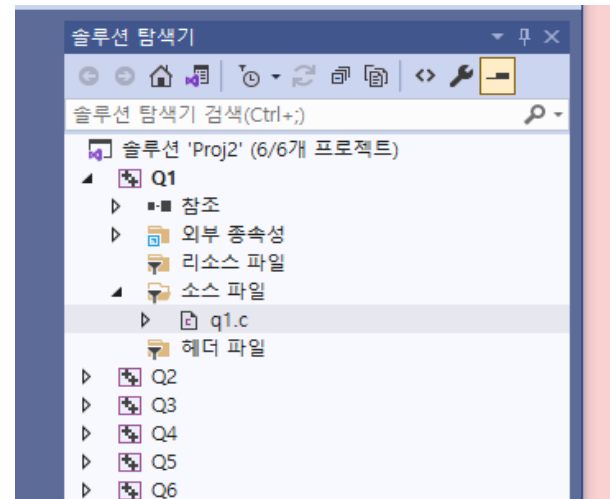 솔루션 탐색기
솔루션 탐색기 검색(Ctrl+;)
솔루션 'Proj2' (6/6개 프로젝트)
Q1
참조
외부 종속성
리소스 파일
소스 파일
q1.c
헤더 파일
Q2
Q3
Q4
Q5
Q6